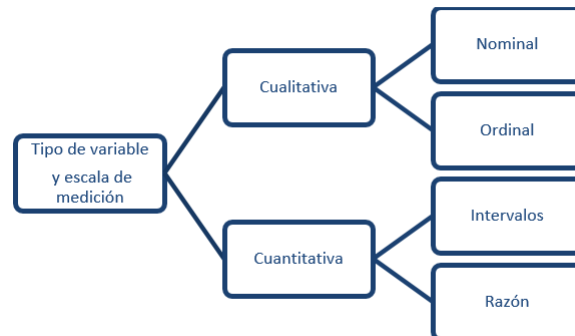 Tipo de variable
y escala de
medición
Cualitativa
Nominal
Ordinal
Cuantitativa
Intervalos
Razón